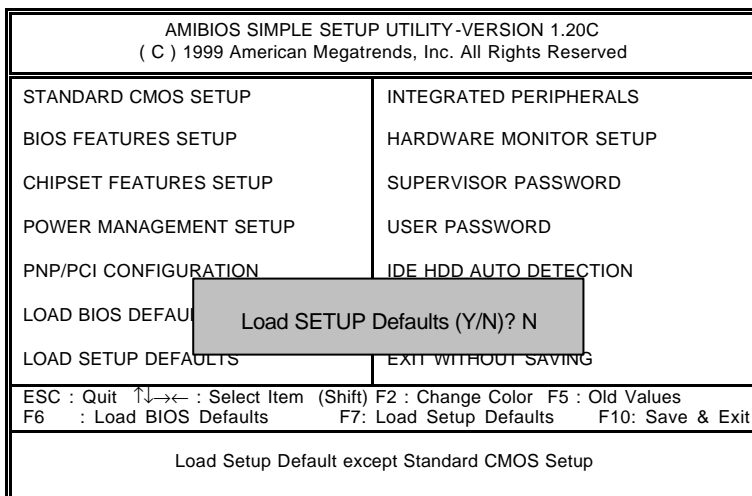 AMIBIOS SIMPLE SETUP UTILITY-VERSION 1.20C
( C ) 1999 American Megatrends, Inc. All Rights Reserved
STANDARD CMOS SETUP
BIOS FEATURES SETUP
CHIPSET FEATURES SETUP
POWER MANAGEMENT SETUP
PNP/PCI CONFIGURATION
LOAD BIOS
LOAD SETUP DEFAULTS
INTEGRATED PERIPHERALS
HARDWARE MONITOR SETUP
SUPERVISOR PASSWORD
USER PASSWORD
IDE HDD AUTO DETECTION
EXIT WITHOUT SAVING
Load SETUP Defaults (Y/N)? N
ESC : Quit ↑↓→← : Select Item (Shift) F2 : Change Color F5 : Old Values
F6 : Load BIOS Defaults F7: Load Setup Defaults F10: Save & Exit
Load Setup Default except Standard CMOS Setup